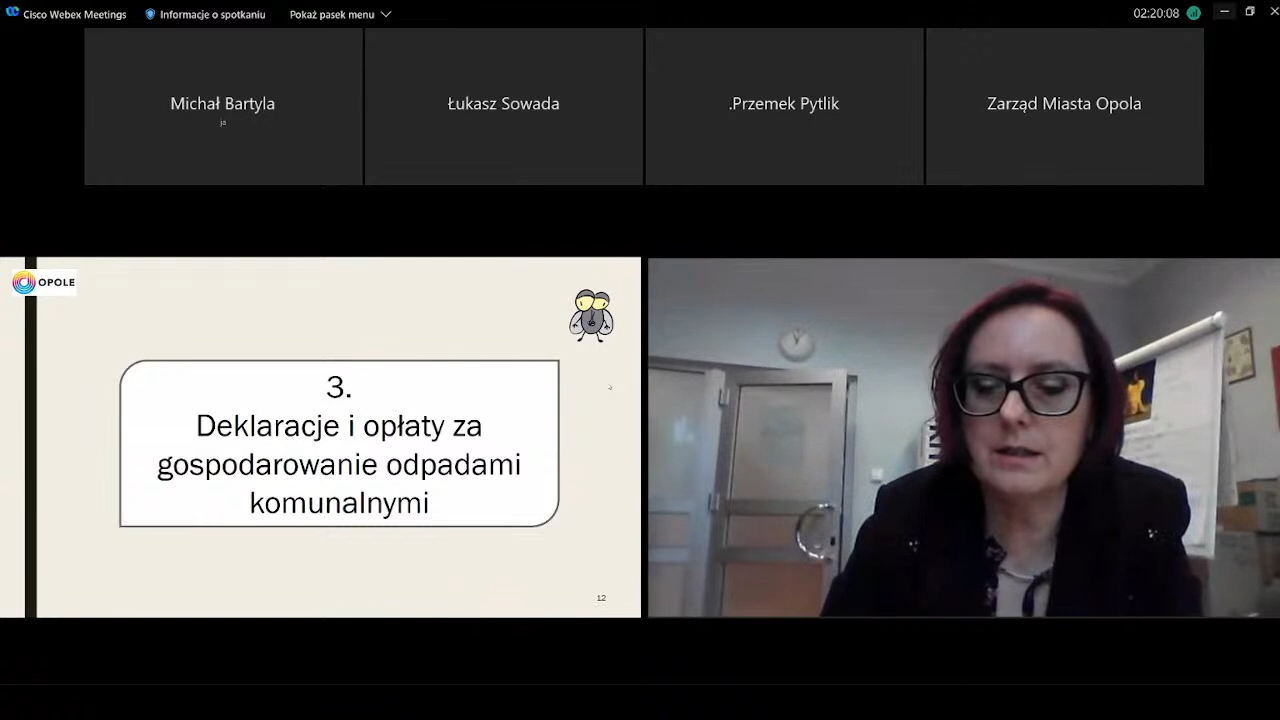 Cisco Webex Meetings
Informacje o spotkaniu
Pokaż pasek menu
02:20:08
Michał Bartyla
ja
Łukasz Sowada
.Przemek Pytlik
Zarząd Miasta Opola
OPOLE
3.
Deklaracje i opłaty za
gospodarowanie odpadami
komunalnymi
12